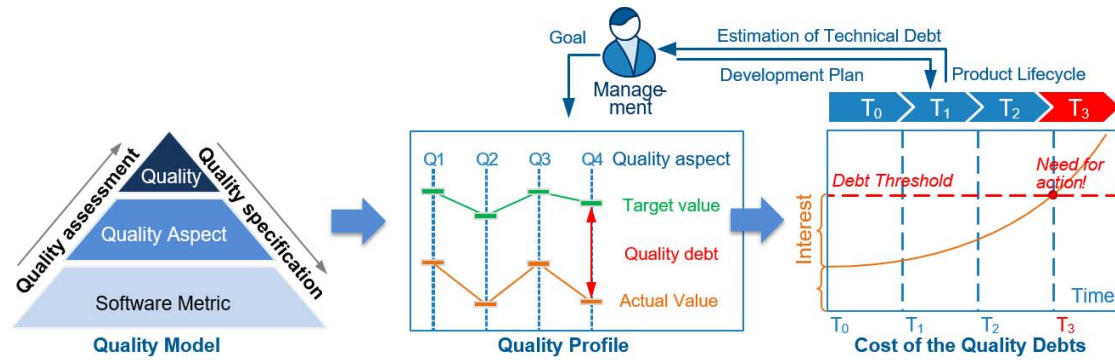 Quality assessment
Quality specification
Quality
Quality Aspect
Software Metric
Quality Model
Goal
Manage-
ment
Estimation of Technical Debt
Development Plan
Q1 Q2 Q3 Q4 Quality aspect
Target value
Quality debt
Actual Value
Quality Profile
Product Lifecycle
T0 T1 T2 T3
Debt Threshold
Need for
action!
Interest
Time
T0 T1 T2 T3
Cost of the Quality Debts